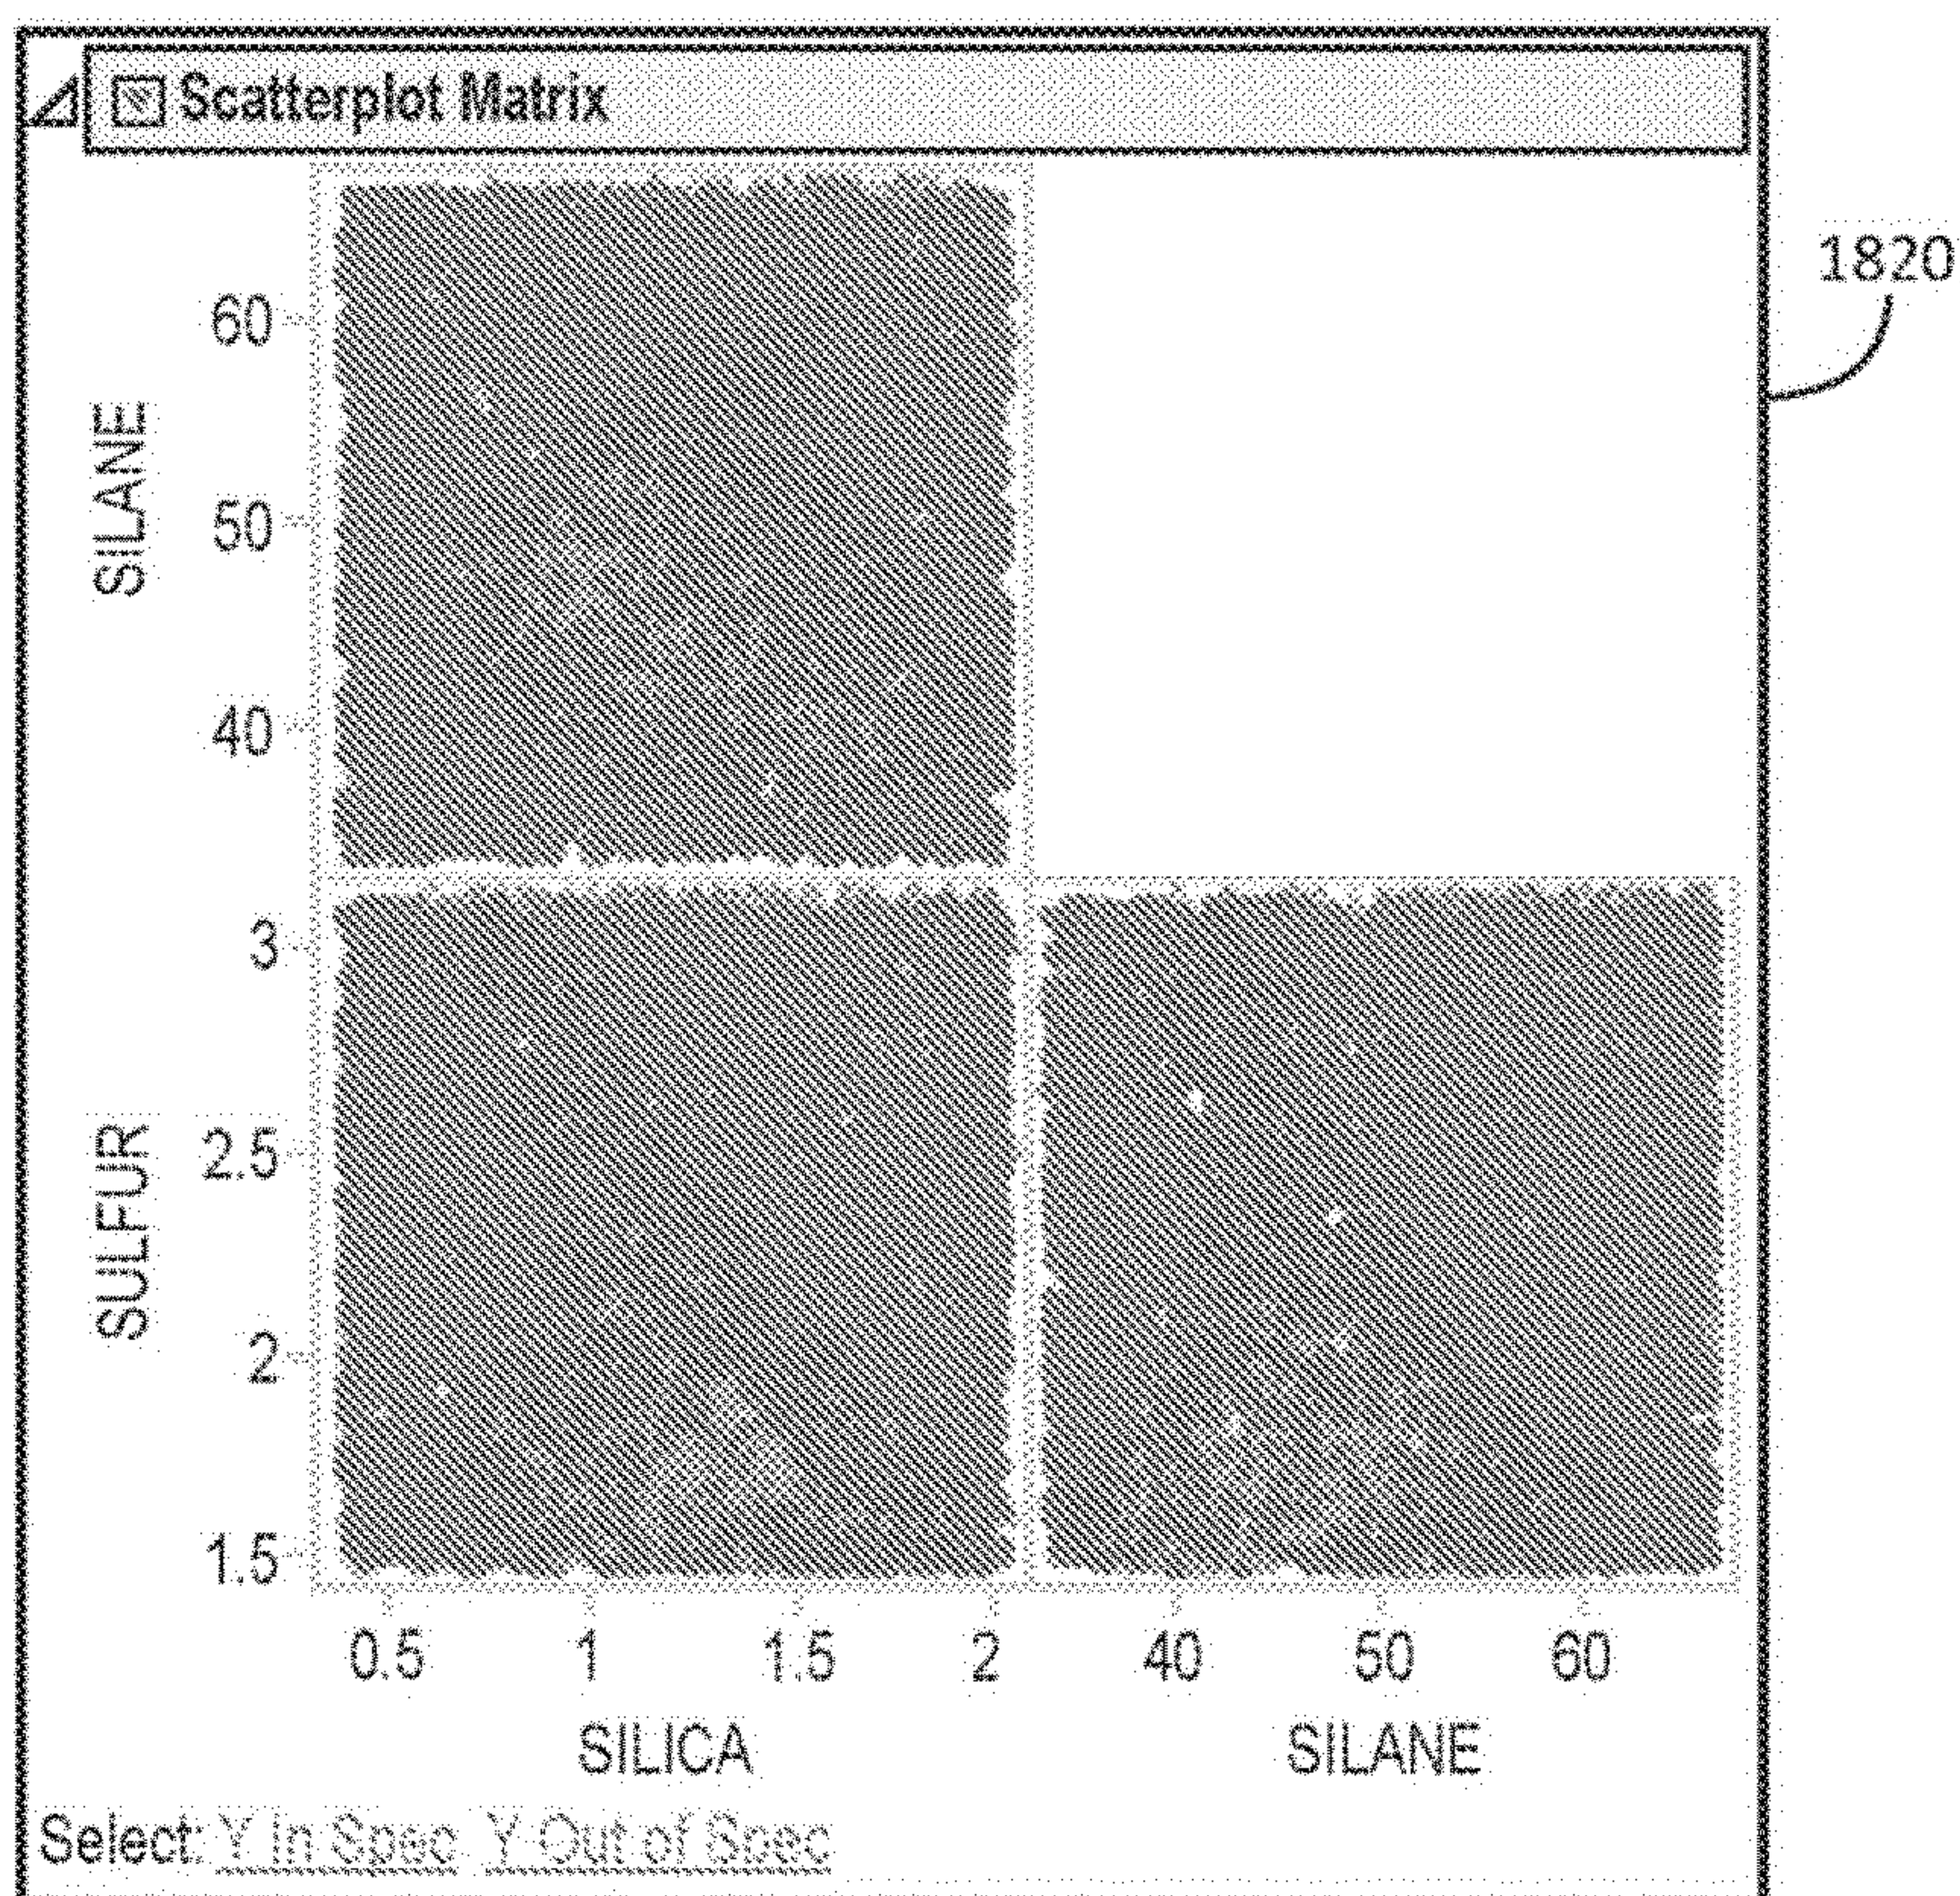 Scatterplot Matrix
1820
60
50
40
SILANE
3
2.5
2
1.5
SULFUR
0.5 1 1.5 2 40 50 60
SILICA SILANE
Select: Y In Spec Y Out of Spec